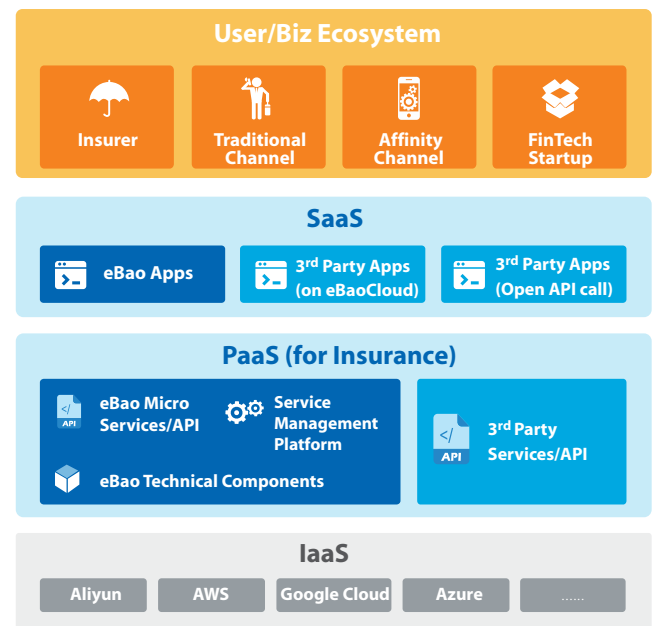 User/Biz Ecosystem
Insurer
Traditional
Channel
Affinity
Channel
FinTech
Startup
SaaS
eBao Apps
3rd Party Apps
(on eBaoCloud)
3rd Party Apps
(Open API call)
PaaS (for Insurance)
</>
API
eBao Micro
Services/API
Service
Management
Platform
eBao Technical Components
</>
API
3rd Party
Services/API
IaaS
Aliyun
AWS
Google Cloud
Azure
......